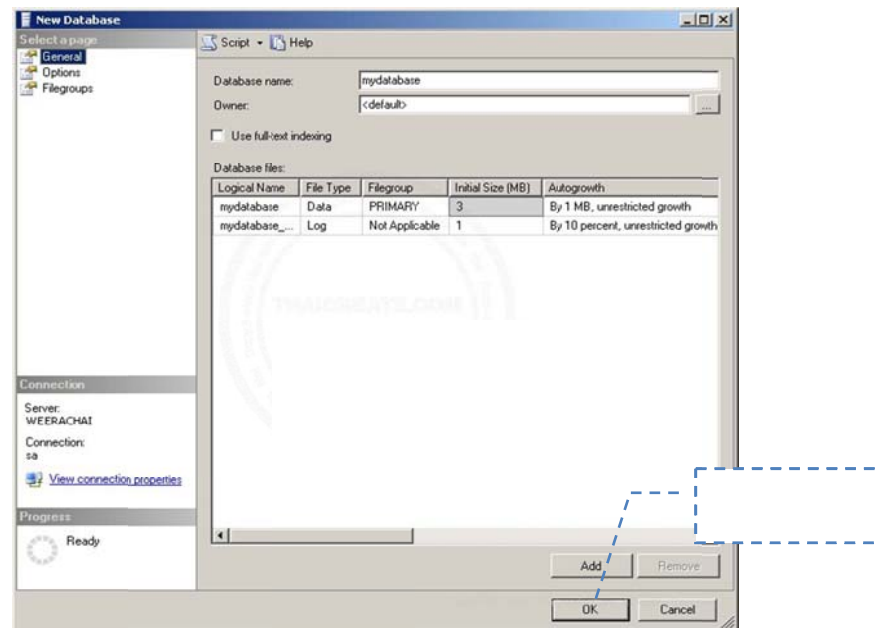 New Database
Select a page
General
Options
Filegroups
Script Help
Database name: mydatabase
Owner: <default> ...
Use full-text indexing
Database files:
Logical Name File Type Filegroup Initial Size (MB) Autogrowth
mydatabase Data PRIMARY 3 By 1 MB, unrestricted growth
mydatabase_... Log Not Applicable 1 By 10 percent, unrestricted growth
Connection
Server:
WEERACHAI
Connection:
sa
View connection properties
Progress
Ready
Add Remove
OK Cancel